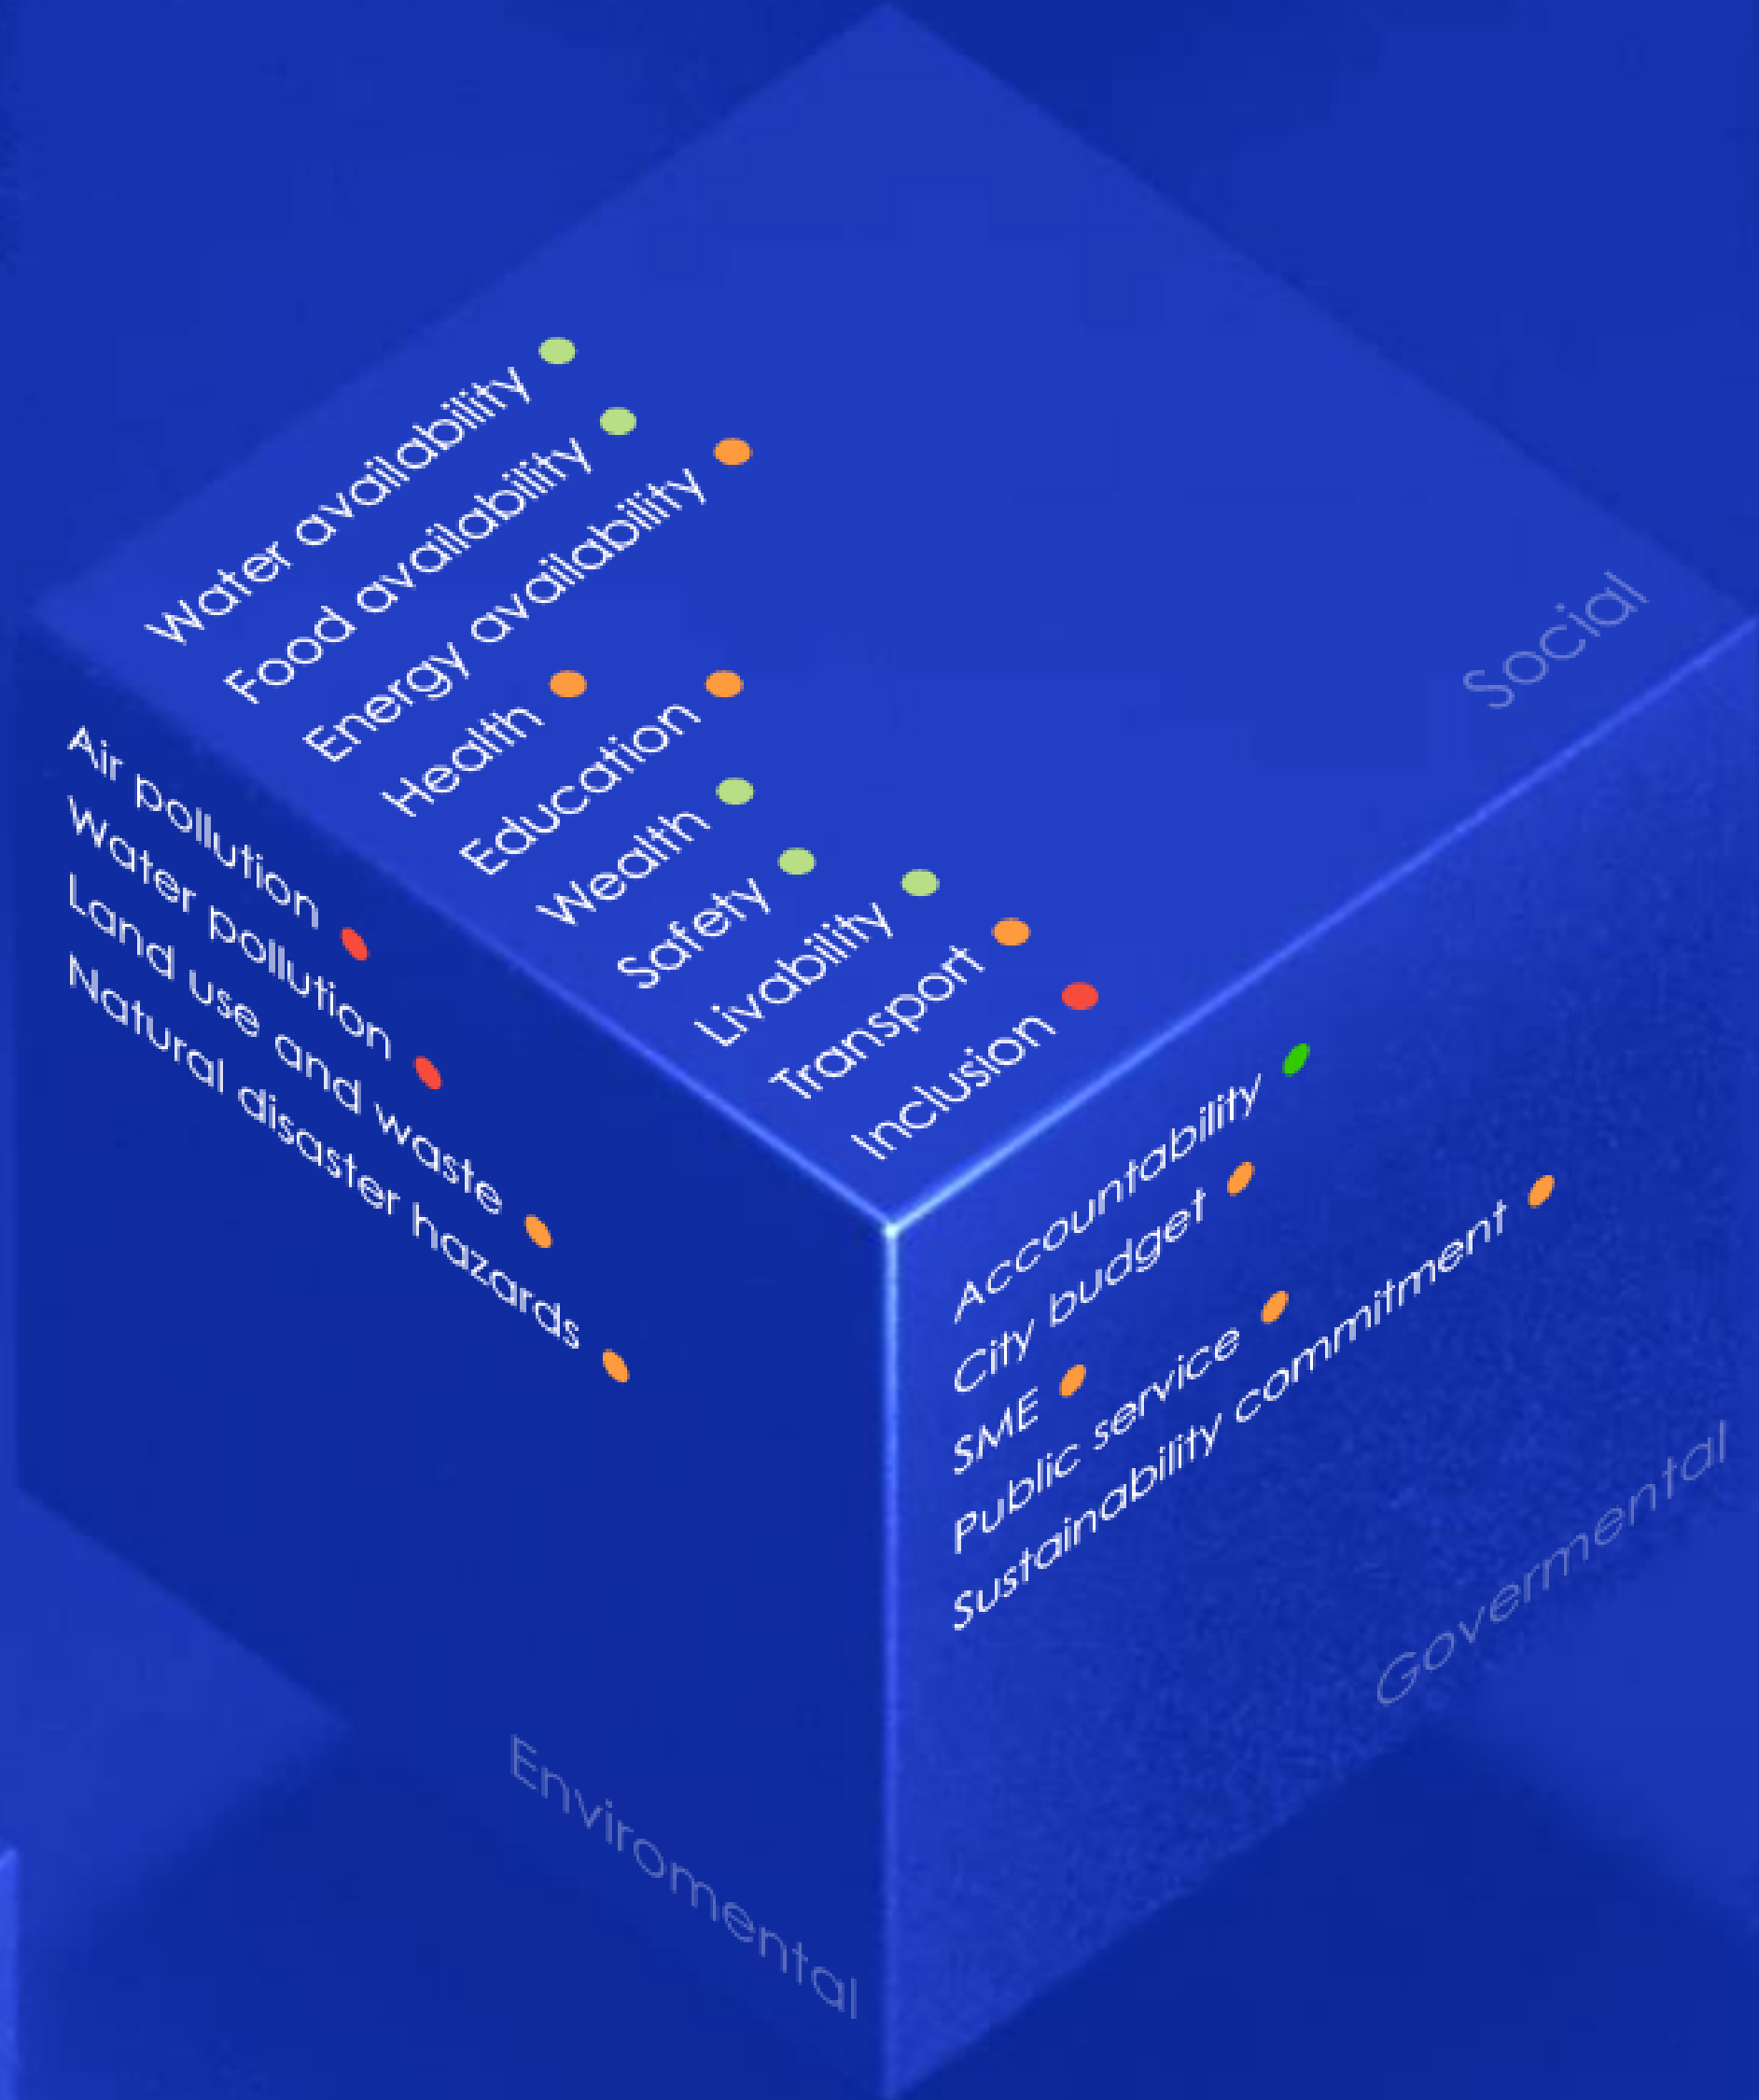 Water availability
Food availability
Energy availability
Health
Education
Wealth
Safety
Livability
Transport
Inclusion
Social
Air pollution
Water pollution
Land use and waste
Natural disaster hazards
Enviromental
Accountability
City budget
SME
Public service
Sustainability commitment
Govermental